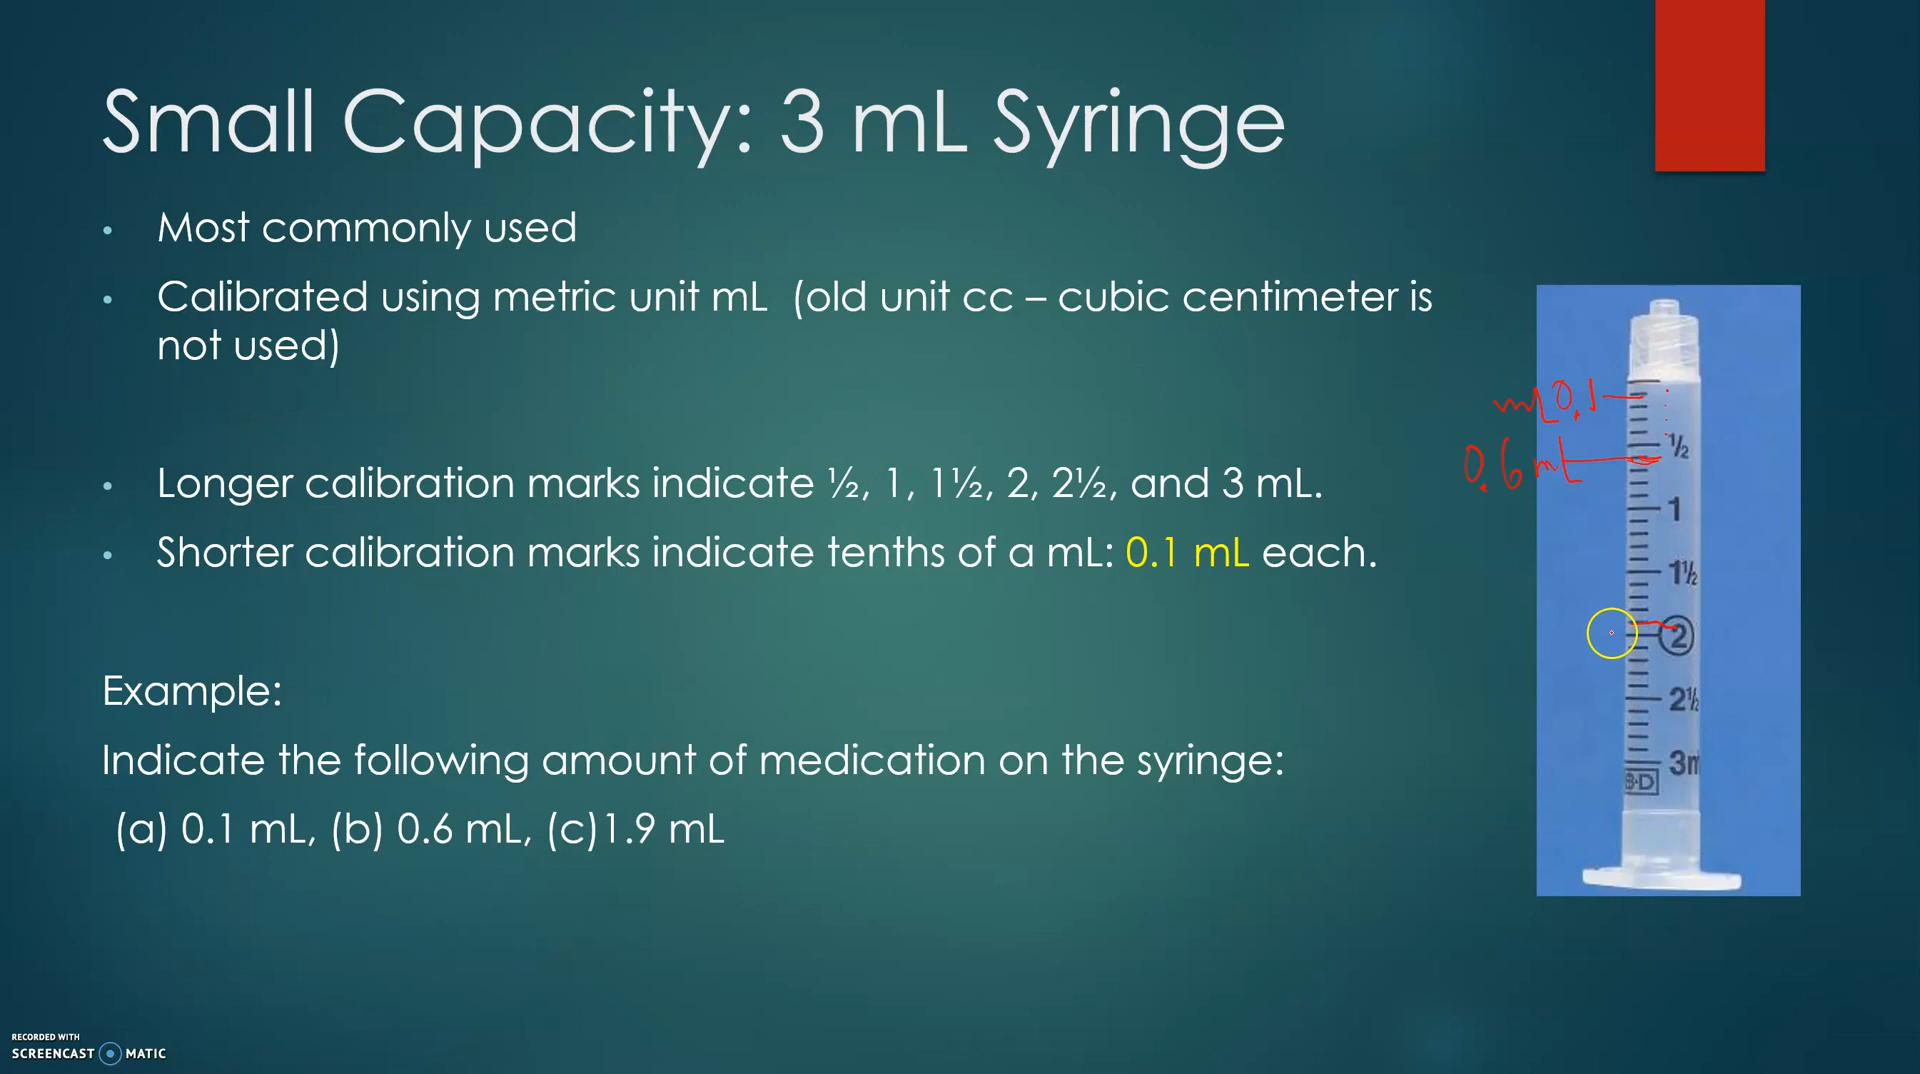 Small Capacity: 3 mL Syringe
• Most commonly used
• Calibrated using metric unit mL (old unit cc – cubic centimeter is
not used)
• Longer calibration marks indicate ½, 1, 1½, 2, 2½, and 3 mL.
• Shorter calibration marks indicate tenths of a mL: 0.1 mL each.
Example:
Indicate the following amount of medication on the syringe:
(a) 0.1 mL, (b) 0.6 mL, (c)1.9 mL
mL 0.1
½
0.6 mL
1
1½
2
2½
3m
B-D
RECORDED WITH
SCREENCAST MATIC